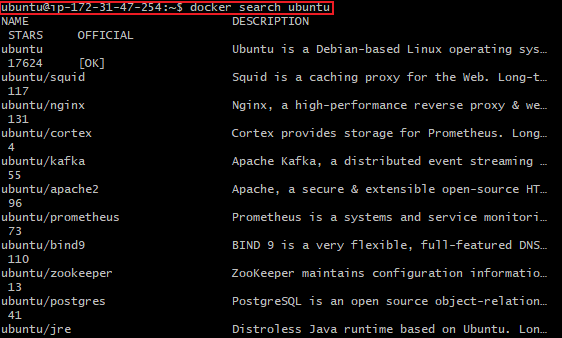 ubuntu@ip-172-31-47-254:~$ docker search ubuntu
NAME DESCRIPTION
STARS OFFICIAL
ubuntu Ubuntu is a Debian-based Linux operating sys…
17624 [OK]
ubuntu/squid Squid is a caching proxy for the Web. Long-t…
117
ubuntu/nginx Nginx, a high-performance reverse proxy & we…
131
ubuntu/cortex Cortex provides storage for Prometheus. Long…
4
ubuntu/kafka Apache Kafka, a distributed event streaming …
55
ubuntu/apache2 Apache, a secure & extensible open-source HT…
96
ubuntu/prometheus Prometheus is a systems and service monitori…
73
ubuntu/bind9 BIND 9 is a very flexible, full-featured DNS…
110
ubuntu/zookeeper ZooKeeper maintains configuration informatio…
13
ubuntu/postgres PostgreSQL is an open source object-relation…
41
ubuntu/jre Distroless Java runtime based on Ubuntu. Lon…